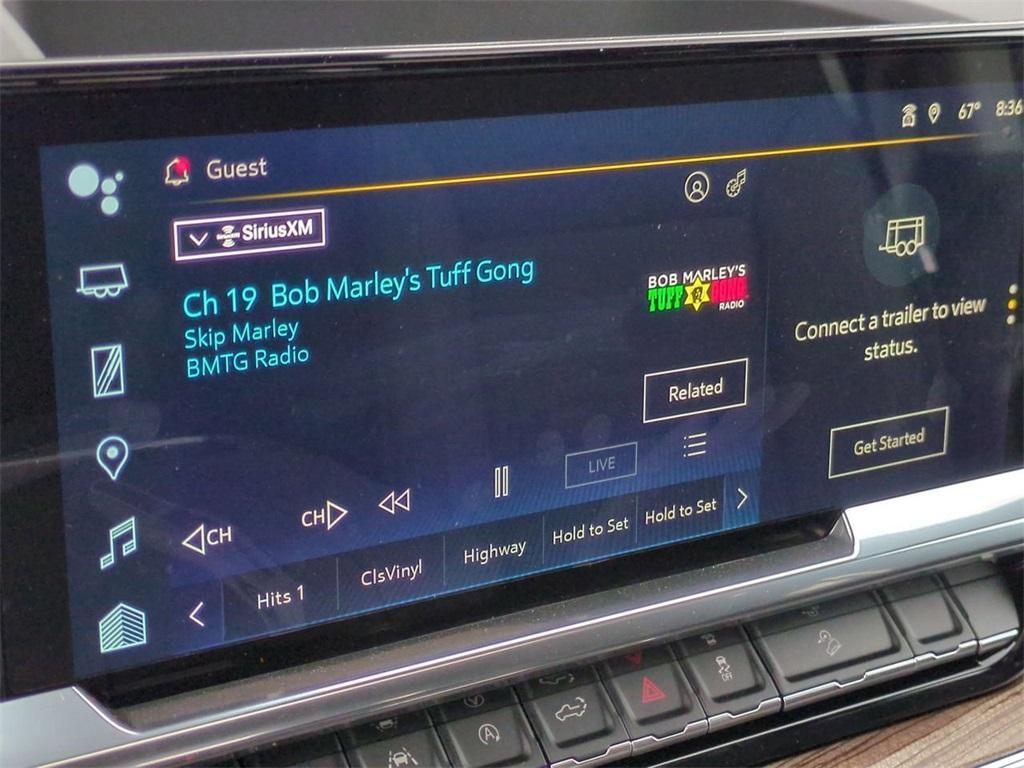 67° 8:36
Guest
SiriusXM
Ch 19 Bob Marley's Tuff Gong
Skip Marley
BMTG Radio
BOB MARLEY'S
TUFF GONG
RADIO
Related
LIVE
CH
CH
Hits 1
ClsVinyl
Highway
Hold to Set
Hold to Set
Connect a trailer to view
status.
Get Started
A
OFF